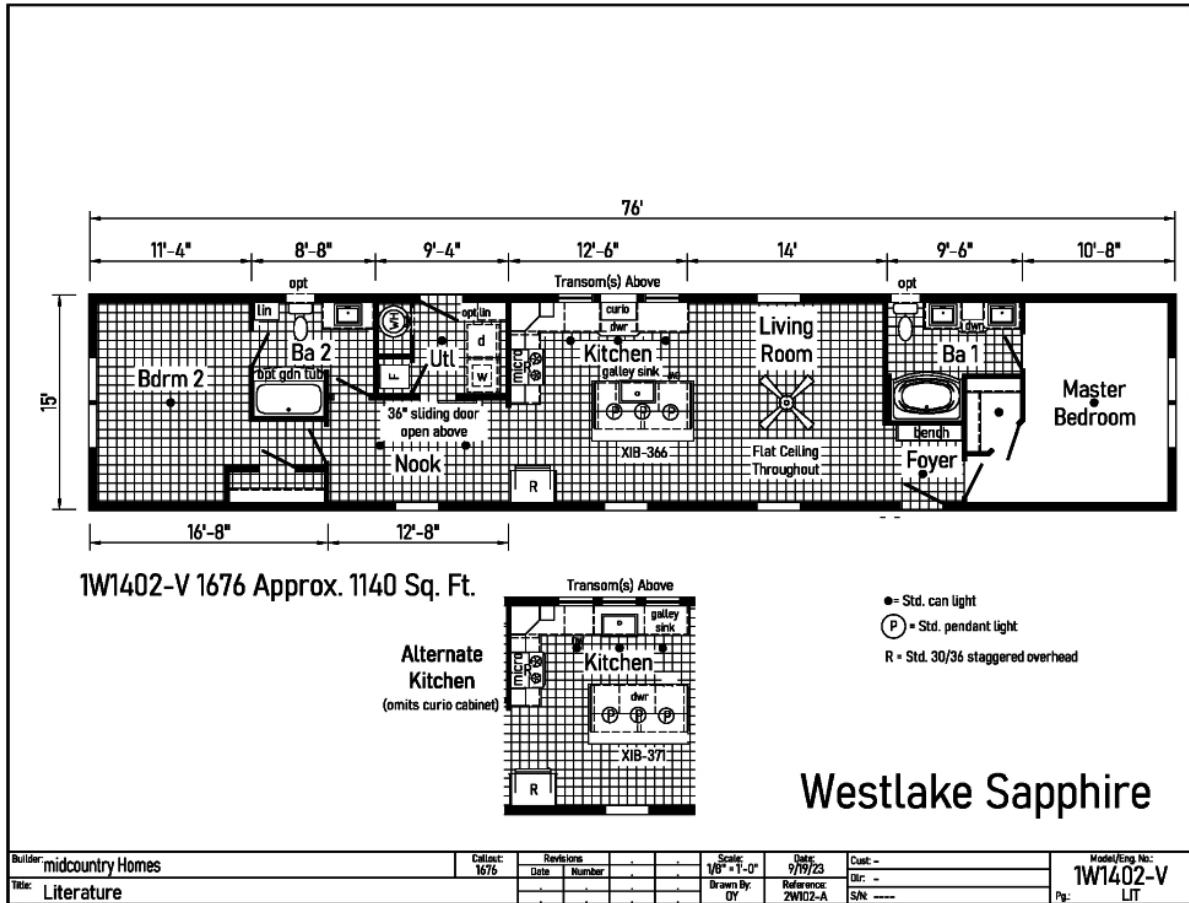 76'
11'-4" 8'-8" 9'-4" 12'-6" 14' 9'-6" 10'-8"
opt Transom(s) Above opt
15'
lin
WH
opt lin
curio
dwr
d
Living
Room
dwr
Ba 2
Utl
Kitchen
Ba 1
opt gdn tub
micro
R
galley sink
Bdrm 2
F
w
Master
Bedroom
36" sliding door
open above
P P P
bench
XIB-366
Flat Ceiling
Throughout
Nook
Foyer
R
16'-8" 12'-8"
1W1402-V 1676 Approx. 1140 Sq. Ft.
Transom(s) Above
galley
sink
Alternate
Kitchen
(omits curio cabinet)
micro
R
Kitchen
dwr
P P P
XIB-371
R
= Std. can light
P = Std. pendant light
R = Std. 30/36 staggered overhead
Westlake Sapphire
Builder: midcountry Homes
Title: Literature
Callout:
1676
Revisions
Date Number
Scale:
1/8" = 1'-0"
Date:
9/19/23
Drawn By:
OY
Reference:
2W102-A
Cust: -
Dlr: -
S/N: ----
Model/Eng. No.:
1W1402-V
Pg.: LIT